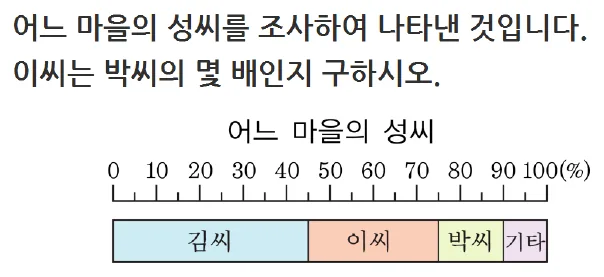 어느 마을의 성씨를 조사하여 나타낸 것입니다.
이씨는 박씨의 몇 배인지 구하시오.
어느 마을의 성씨
0 10 20 30 40 50 60 70 80 90 100(%)
김씨 이씨 박씨 기타